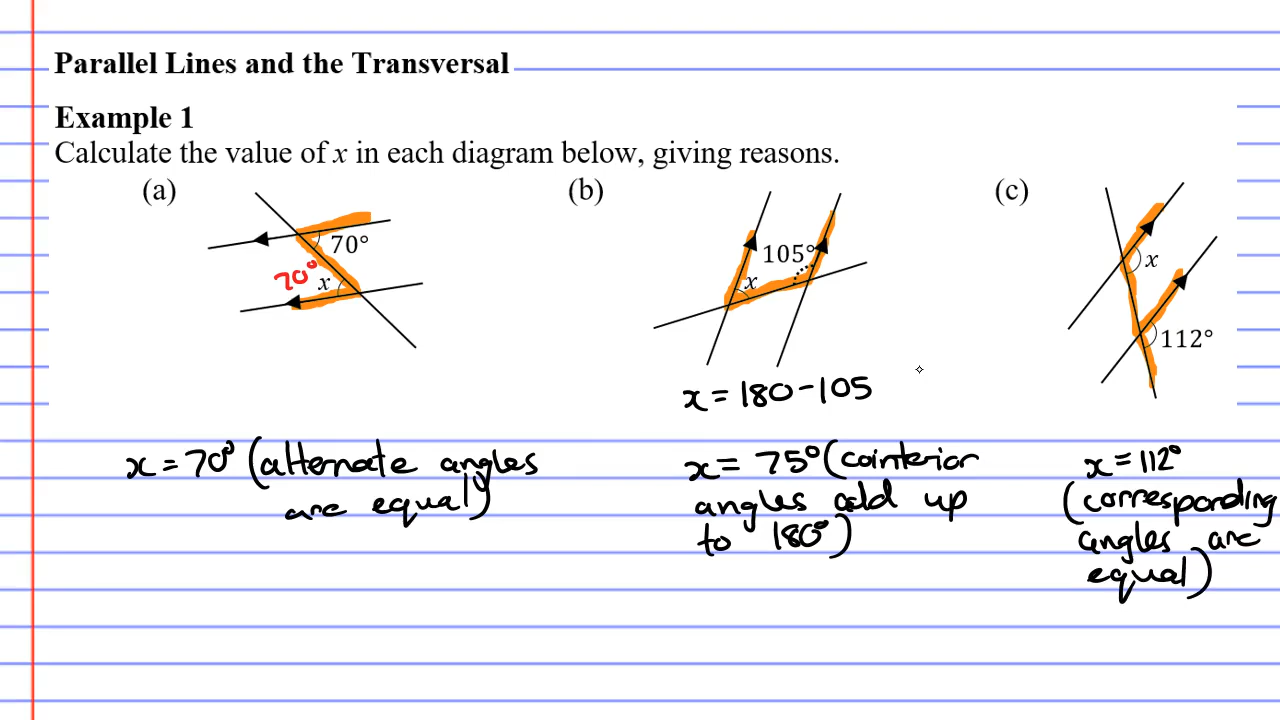 Parallel Lines and the Transversal
Example 1
Calculate the value of x in each diagram below, giving reasons.
(a)
70°
70°
x
x = 70° (alternate angles
are equal)
(b)
105°
x
x = 180 - 105
x = 75° (cointerior
angles add up
to 180°)
(c)
x
112°
x = 112°
(corresponding
angles are
equal)